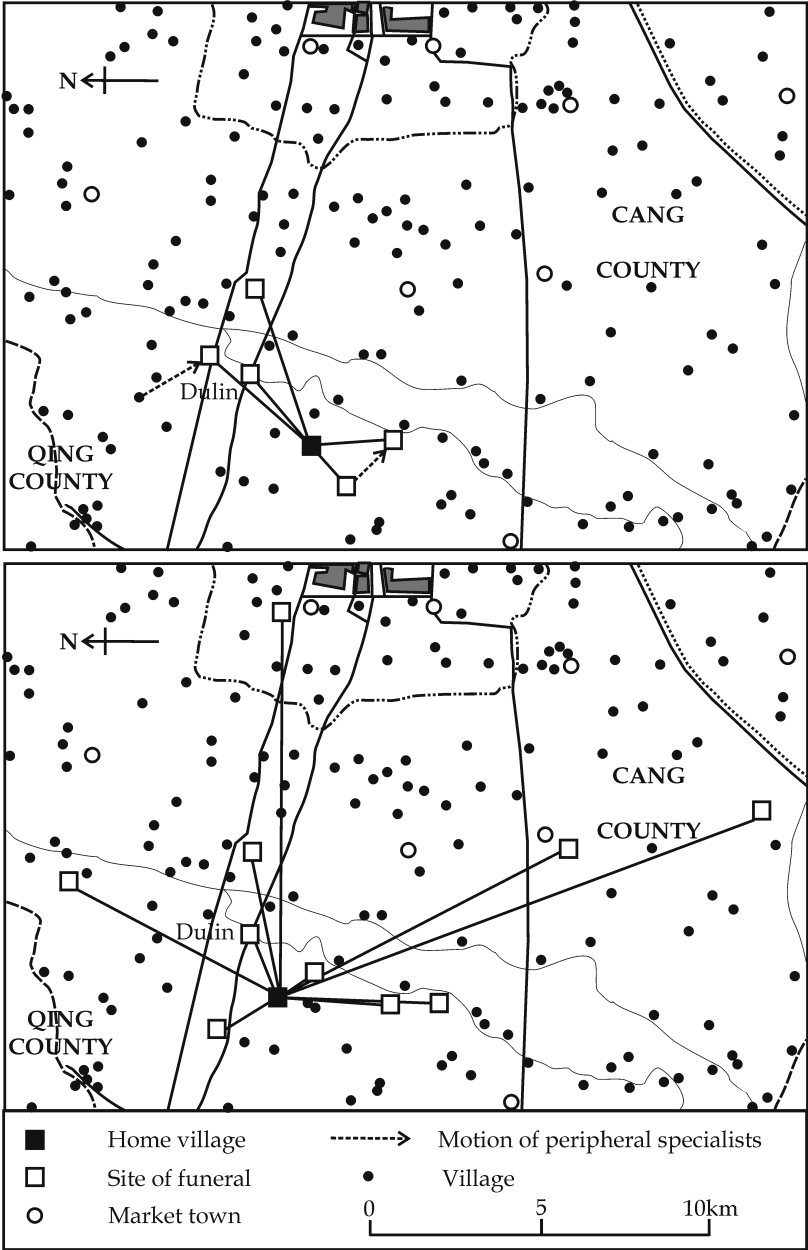 N
CANG
COUNTY
Dulin
QING
COUNTY
N
CANG
COUNTY
Dulin
QING
COUNTY
Home village
Motion of peripheral specialists
Site of funeral
Village
Market town
0 5 10km